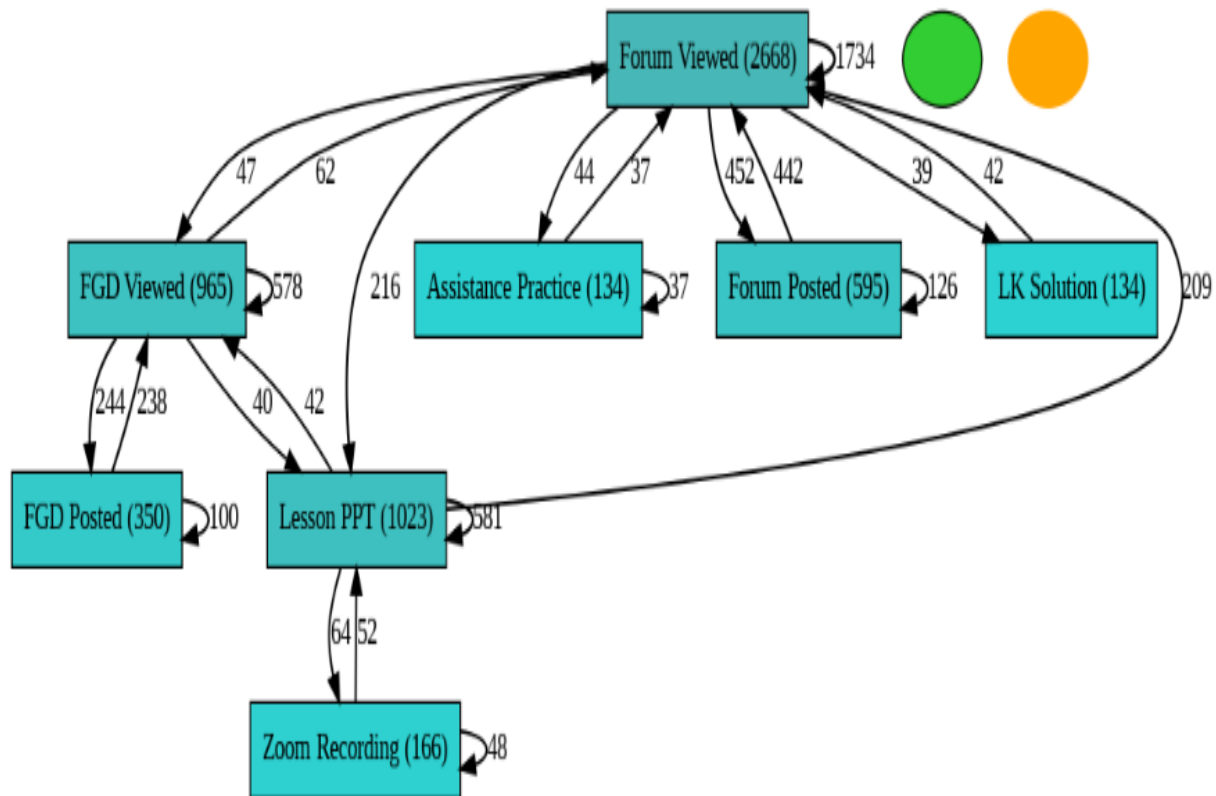 Forum Viewed (2668)
1734
47
62
44
37
452
442
39
42
216
209
FGD Viewed (965)
578
Assistance Practice (134)
37
Forum Posted (595)
126
LK Solution (134)
244
238
40
42
FGD Posted (350)
100
Lesson PPT (1023)
581
64
52
Zoom Recording (166)
48